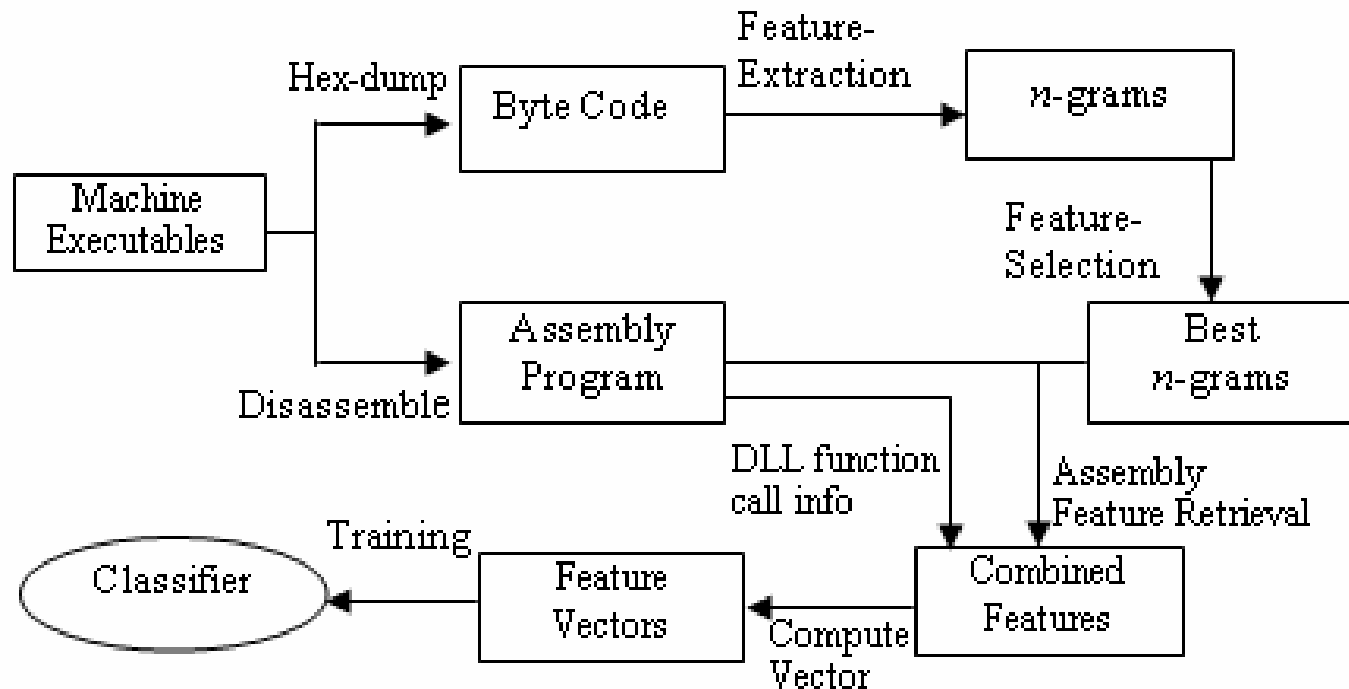 Feature-
Extraction
Hex-dump
Byte Code
n-grams
Machine
Executables
Feature-
Selection
Assembly
Program
Best
n-grams
Disassemble
DLL function
call info
Assembly
Feature Retrieval
Training
Classifier
Feature
Vectors
Combined
Features
Compute
Vector